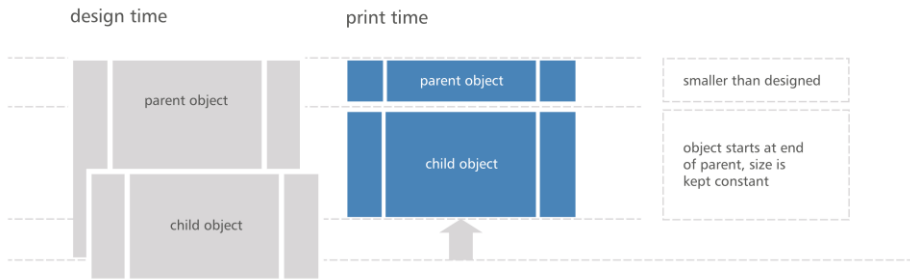 design time
print time
parent object
child object
parent object
child object
smaller than designed
object starts at end
of parent, size is
kept constant